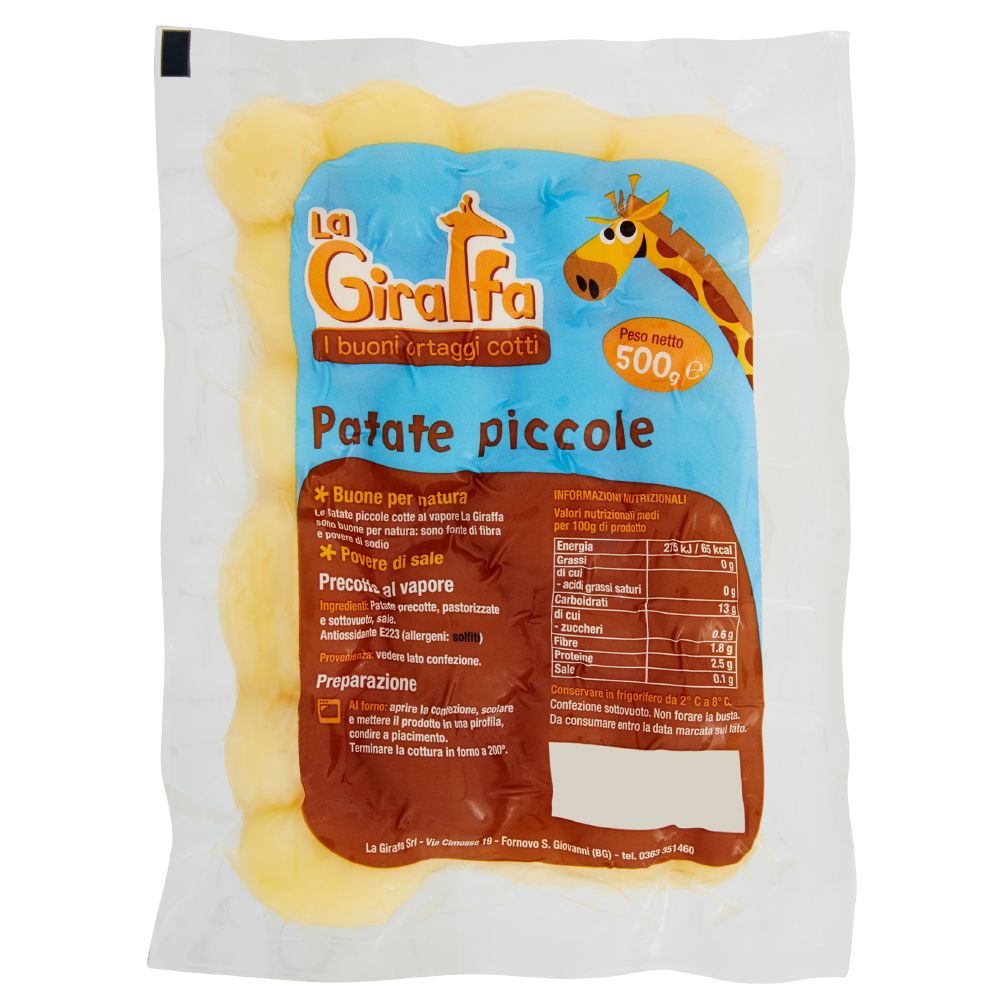 La
Giraffa
I buoni ortaggi cotti
Peso netto
500g e
Patate piccole
* Buone per natura
Le Patate piccole cotte al vapore La Giraffa
sono buone per natura: sono fonte di fibra
e povere di sodio
* Povere di sale
Precotte al vapore
Ingredienti: Patate precotte, pastorizzate
e sottovuoto, sale.
Antiossidante E223 (allergeni: solfiti)
Provenienza: vedere lato confezione.
Preparazione
Al forno: aprire la confezione, scolare
e mettere il prodotto in una pirofila,
condire a piacimento.
Terminare la cottura in forno a 200°.
INFORMAZIONI NUTRIZIONALI
Valori nutrizionali medi
per 100g di prodotto
Energia 275 kJ / 65 kcal
Grassi 0 g
di cui
- acidi grassi saturi 0 g
Carboidrati 13 g
di cui
- zuccheri 0.6 g
Fibre 1.8 g
Proteine 2.5 g
Sale 0.1 g
Conservare in frigorifero da 2° C a 8° C.
Confezione sottovuoto. Non forare la busta.
Da consumare entro la data marcata sul lato.
La Giraffa Srl - Via Cimosse 19 - Fornovo S. Giovanni (BG) - tel. 0363 351460